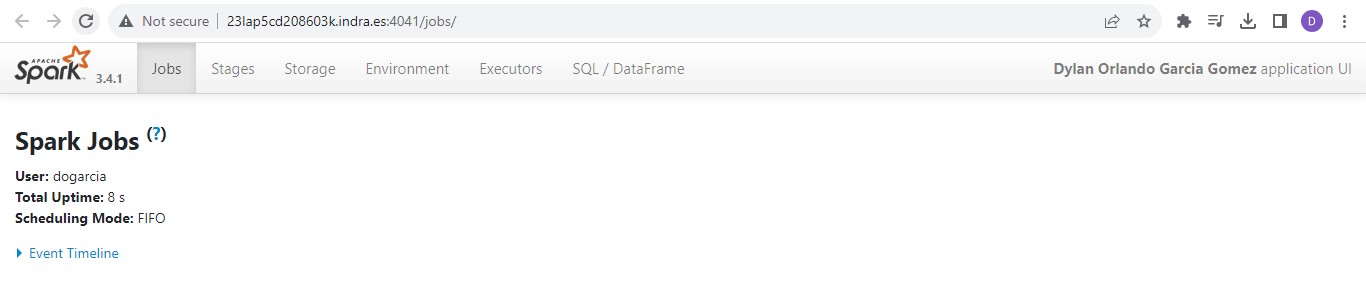 Not secure 23lap5cd208603k.indra.es:4041/jobs/ D
APACHE Spark 3.4.1 Jobs Stages Storage Environment Executors SQL / DataFrame Dylan Orlando Garcia Gomez application UI
Spark Jobs (?)
User: dogarcia
Total Uptime: 8 s
Scheduling Mode: FIFO
Event Timeline